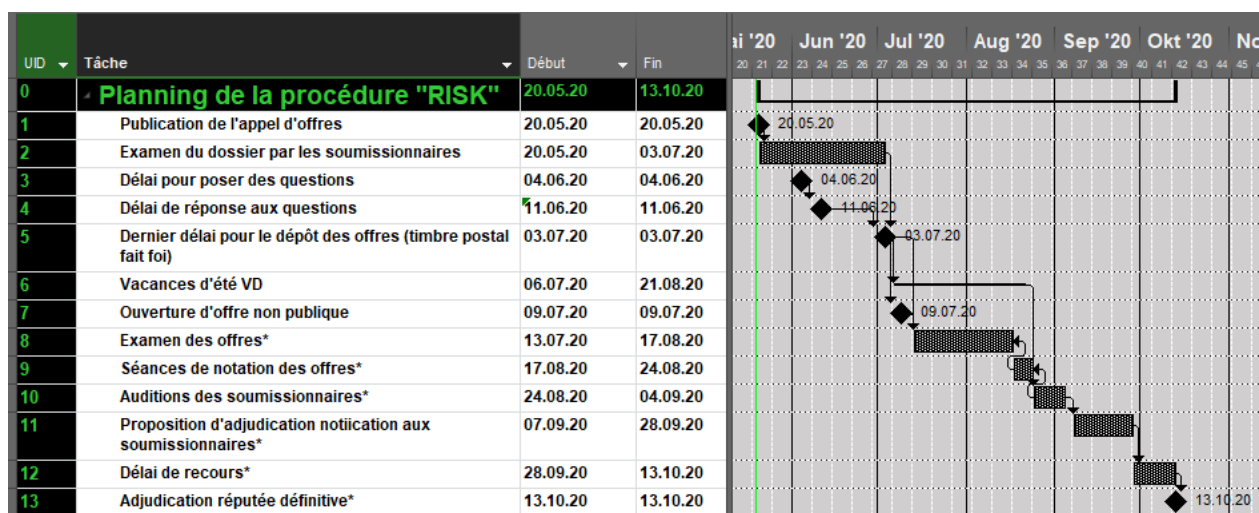 ai '20 Jun '20 Jul '20 Aug '20 Sep '20 Okt '20 No
UID Tâche Début Fin 20 21 22 23 24 25 26 27 28 29 30 31 32 33 34 35 36 37 38 39 40 41 42 43 44 45
0 Planning de la procédure "RISK" 20.05.20 13.10.20
1 Publication de l'appel d'offres 20.05.20 20.05.20 20.05.20
2 Examen du dossier par les soumissionnaires 20.05.20 03.07.20
3 Délai pour poser des questions 04.06.20 04.06.20 04.06.20
4 Délai de réponse aux questions 11.06.20 11.06.20 11.06.20
5 Dernier délai pour le dépôt des offres (timbre postal 03.07.20 03.07.20 03.07.20
fait foi)
6 Vacances d'été VD 06.07.20 21.08.20
7 Ouverture d'offre non publique 09.07.20 09.07.20 09.07.20
8 Examen des offres* 13.07.20 17.08.20
9 Séances de notation des offres* 17.08.20 24.08.20
10 Auditions des soumissionnaires* 24.08.20 04.09.20
11 Proposition d'adjudication notiication aux 07.09.20 28.09.20
soumissionnaires*
12 Délai de recours* 28.09.20 13.10.20
13 Adjudication réputée définitive* 13.10.20 13.10.20 13.10.20